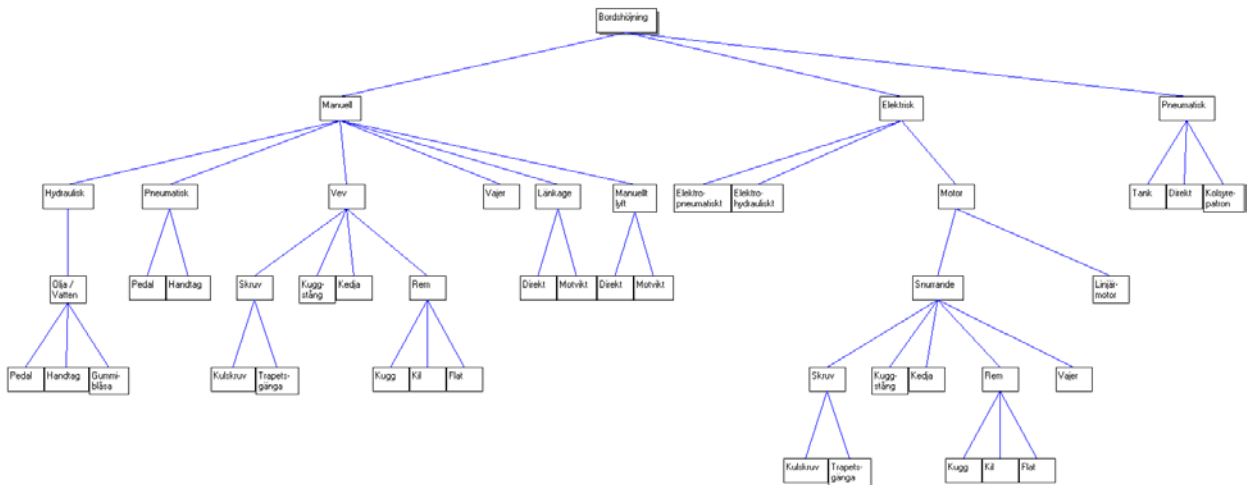 Bordshöjning
Manuell
Elektrisk
Pneumatisk
Hydraulisk
Pneumatisk
Vev
Vajer
Länkage
Manuellt
lyft
Elektro-
pneumatiskt
Elektro-
hydrauliskt
Motor
Tank
Direkt
Kolsyre-
patron
Olja /
Vatten
Pedal
Handtag
Skruv
Kugg-
stång
Kedja
Rem
Direkt
Motvikt
Direkt
Motvikt
Snurrande
Linjär-
motor
Pedal
Handtag
Gummi-
blåsa
Kulskruv
Trapets-
gänga
Kugg
Kil
Flat
Skruv
Kugg-
stång
Kedja
Rem
Vajer
Kulskruv
Trapets-
gänga
Kugg
Kil
Flat